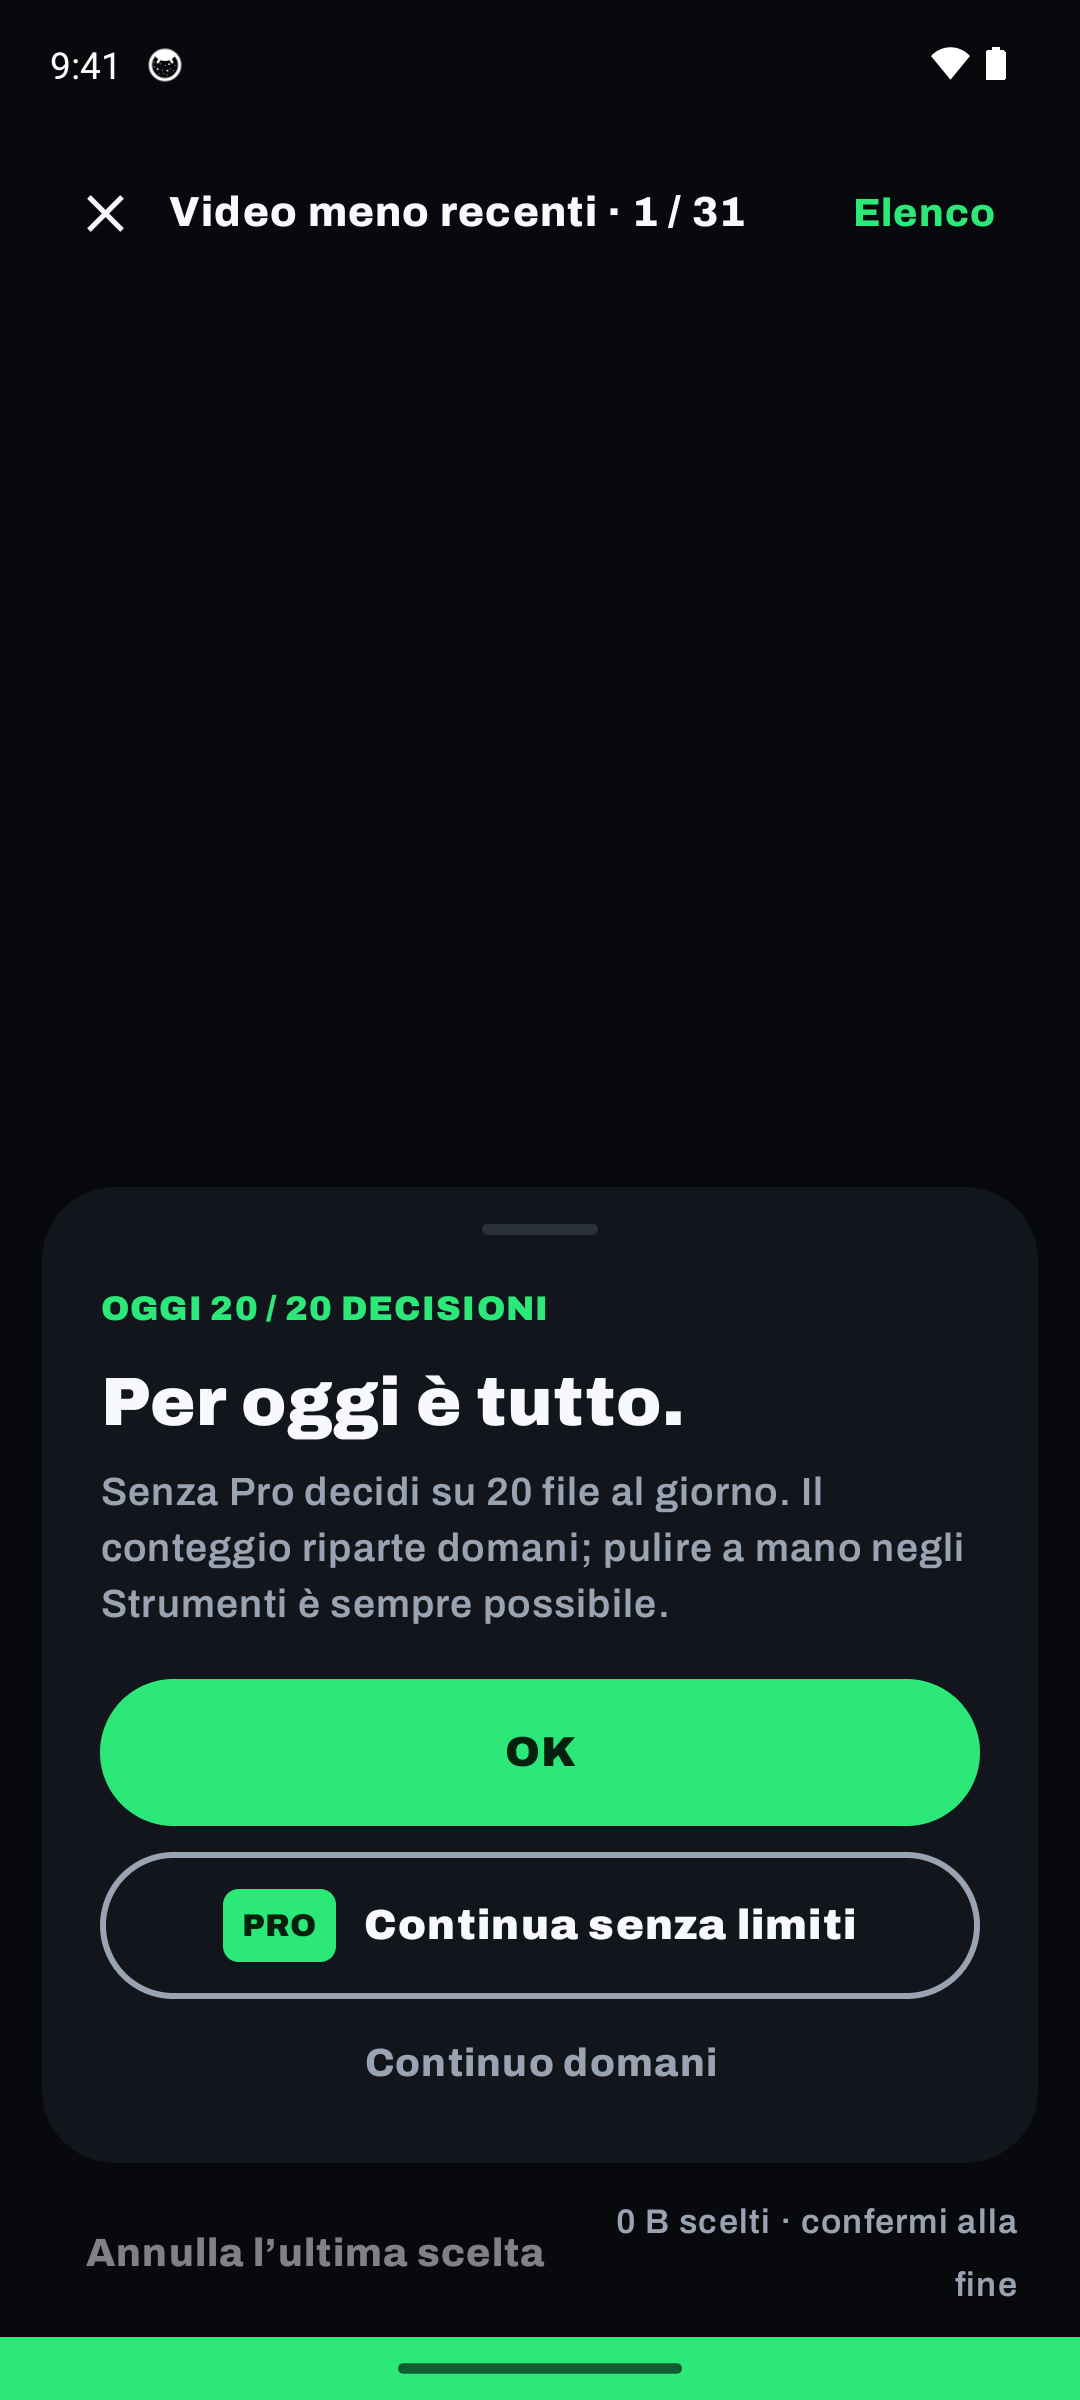 9:41
Video meno recenti · 1 / 31
Elenco
OGGI 20 / 20 DECISIONI
Per oggi è tutto.
Senza Pro decidi su 20 file al giorno. Il
conteggio riparte domani; pulire a mano negli
Strumenti è sempre possibile.
OK
PRO Continua senza limiti
Continuo domani
Annulla l’ultima scelta
0 B scelti · confermi alla
fine